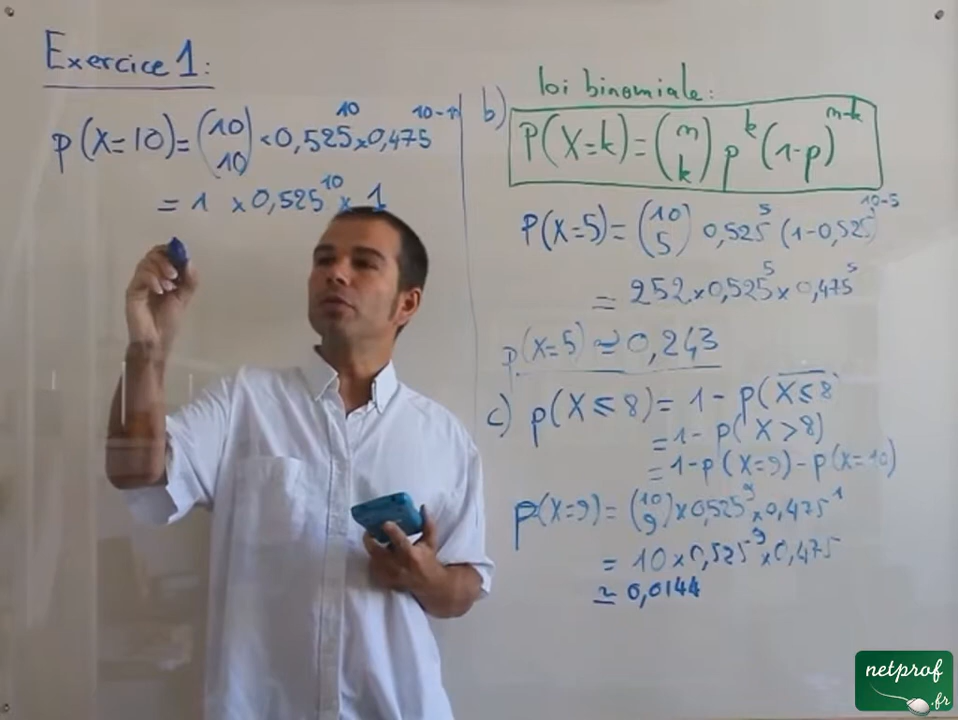 Exercice 1:
p(X=10)=(10 10)×0,525^10×0,475^10-1
= 1 ×0,525^10 × 1
b) loi binomiale:
P(X=k)=(n k) p^k (1-p)^n-k
P(X=5)=(10 5) 0,525^5 (1-0,525)^10-5
= 252×0,525^5×0,475^5
p(X=5)≃0,243
c) p(X≤8)= 1-p(X≤8
=1-p(X>8)
=1-p(X=9)-p(X=10)
p(X=9)=(10 9)×0,525^9×0,475^1
= 10×0,525^9×0,475
≃ 0,0144
netprof
.fr